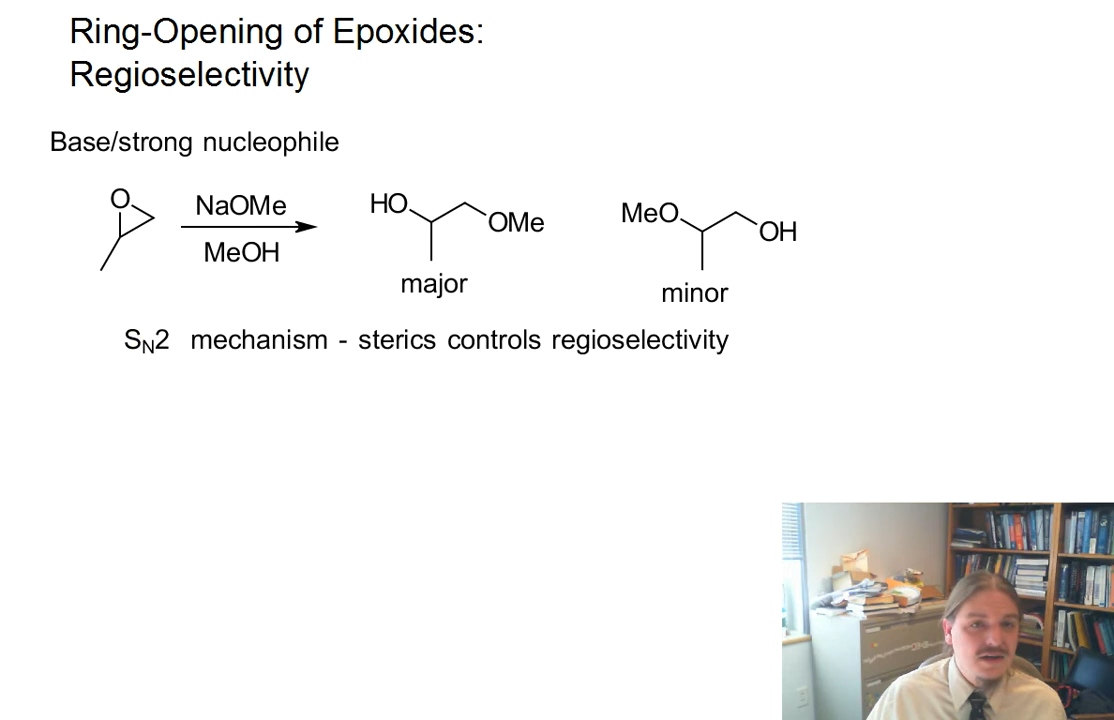 Ring-Opening of Epoxides:
Regioselectivity
Base/strong nucleophile
O
NaOMe
MeOH
HO
OMe
major
MeO
OH
minor
SN2 mechanism - sterics controls regioselectivity